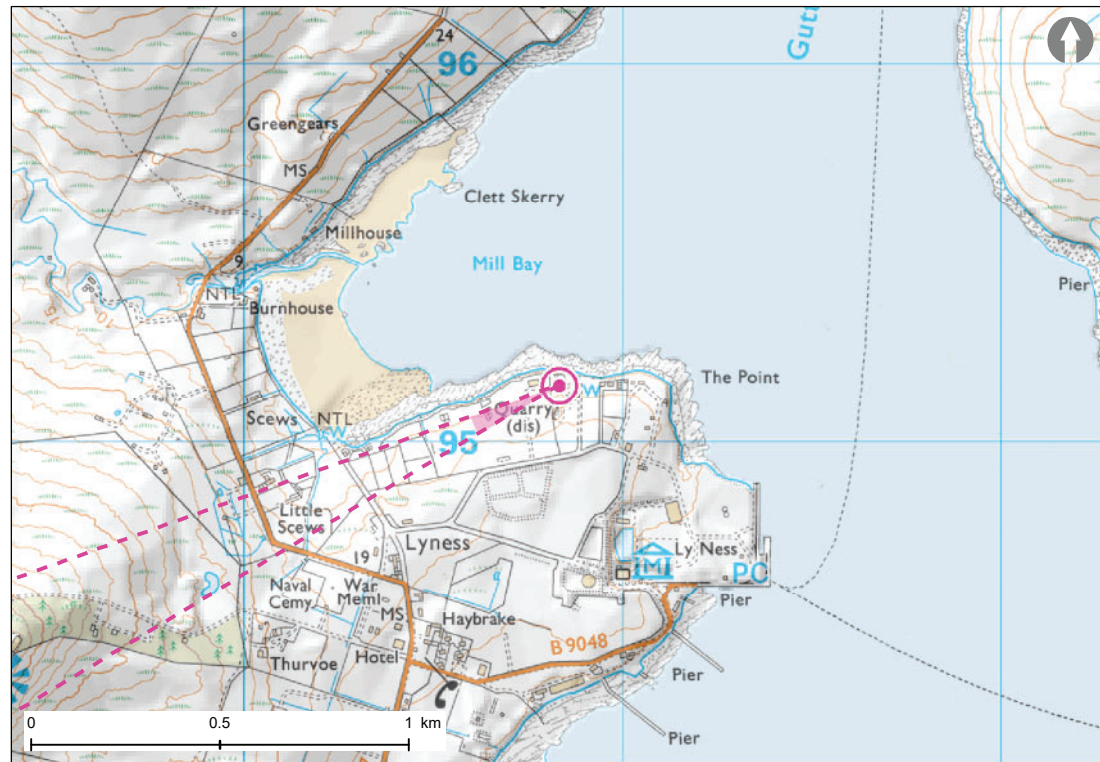 24
96
Gutt
Greengears
MS
Clett Skerry
Millhouse
Mill Bay
9
NTL
Burnhouse
Pier
15
10
The Point
W
Quarry
(dis)
Scews
NTL
W
95
Little
Scews
Lyness
19
Ly Ness
M
PC
Naval
Cemy
War
Meml
MS
Haybrake
Pier
B 9048
Thurvoe
Hotel
Pier
Pier
0 0.5 1 km